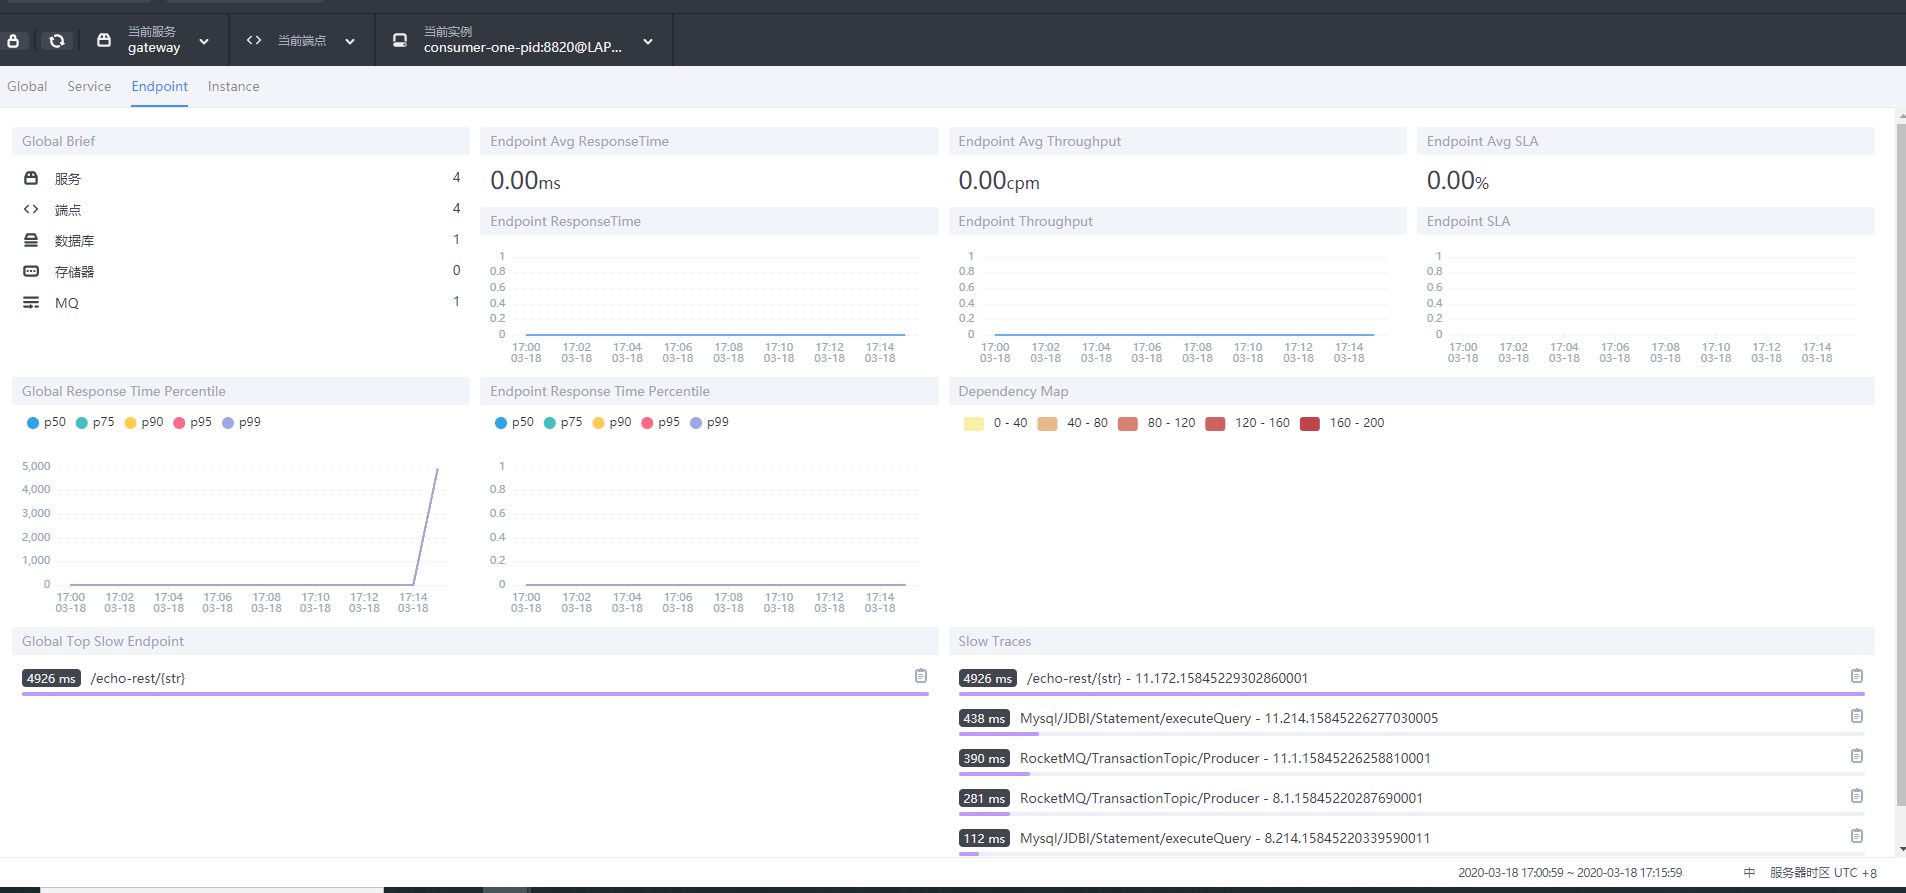 当前服务
gateway
当前端点
当前实例
consumer-one-pid:8820@LAP...
Global Service Endpoint Instance
Global Brief
服务 4
端点 4
数据库 1
存储器 0
MQ 1
Endpoint Avg ResponseTime
0.00ms
Endpoint Avg Throughput
0.00cpm
Endpoint Avg SLA
0.00%
Endpoint ResponseTime
1
0.8
0.6
0.4
0.2
0
17:00 17:02 17:04 17:06 17:08 17:10 17:12 17:14
03-18 03-18 03-18 03-18 03-18 03-18 03-18 03-18
Endpoint Throughput
1
0.8
0.6
0.4
0.2
0
17:00 17:02 17:04 17:06 17:08 17:10 17:12 17:14
03-18 03-18 03-18 03-18 03-18 03-18 03-18 03-18
Endpoint SLA
1
0.8
0.6
0.4
0.2
0
17:00 17:02 17:04 17:06 17:08 17:10 17:12 17:14
03-18 03-18 03-18 03-18 03-18 03-18 03-18 03-18
Global Response Time Percentile
p50 p75 p90 p95 p99
5,000
4,000
3,000
2,000
1,000
0
17:00 17:02 17:04 17:06 17:08 17:10 17:12 17:14
03-18 03-18 03-18 03-18 03-18 03-18 03-18 03-18
Endpoint Response Time Percentile
p50 p75 p90 p95 p99
1
0.8
0.6
0.4
0.2
0
17:00 17:02 17:04 17:06 17:08 17:10 17:12 17:14
03-18 03-18 03-18 03-18 03-18 03-18 03-18 03-18
Dependency Map
0 - 40 40 - 80 80 - 120 120 - 160 160 - 200
Global Top Slow Endpoint
4926 ms /echo-rest/{str}
Slow Traces
4926 ms /echo-rest/{str} - 11.172.15845229302860001
438 ms Mysql/JDBI/Statement/executeQuery - 11.214.15845226277030005
390 ms RocketMQ/TransactionTopic/Producer - 11.1.15845226258810001
281 ms RocketMQ/TransactionTopic/Producer - 8.1.15845220287690001
112 ms Mysql/JDBI/Statement/executeQuery - 8.214.15845220339590011
2020-03-18 17:00:59 ~ 2020-03-18 17:15:59 中 服务器时区 UTC +8